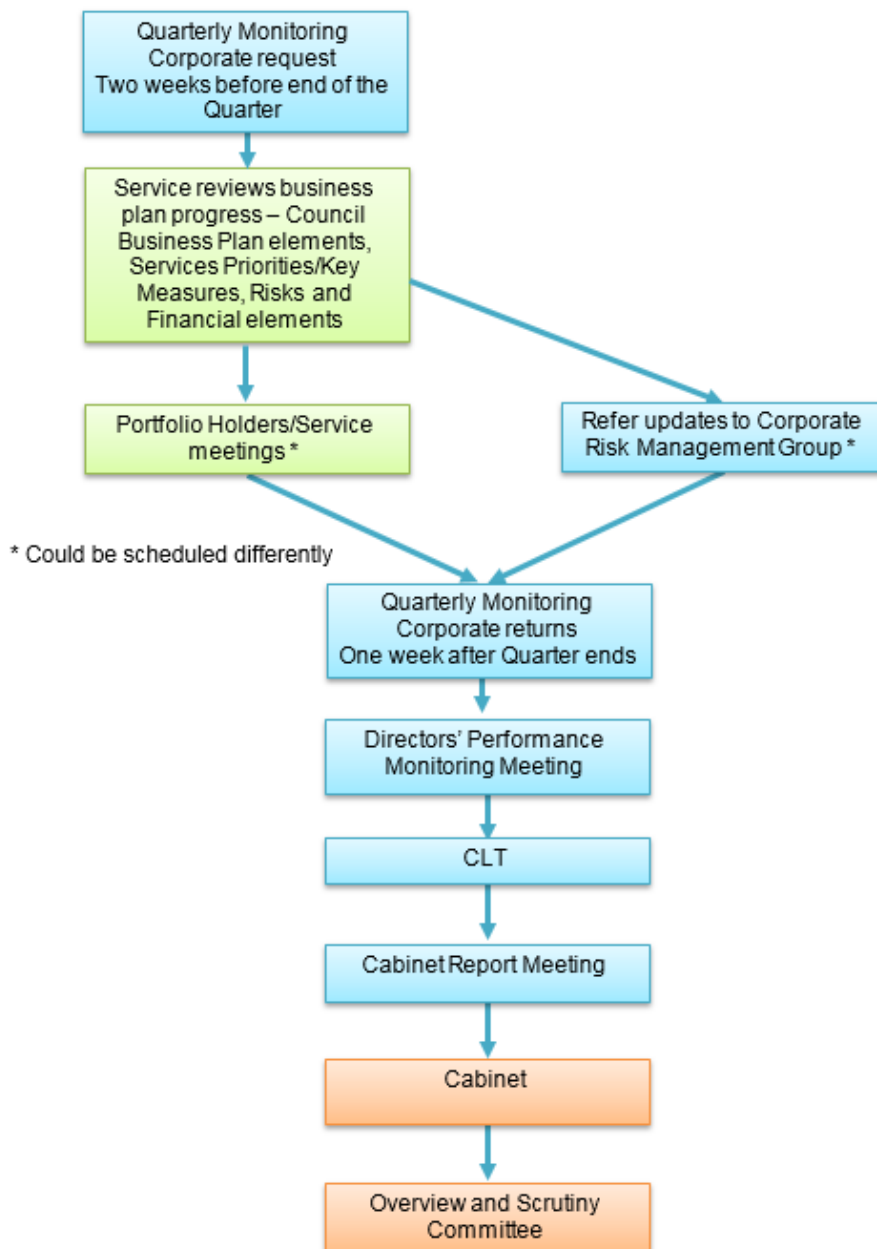 Quarterly Monitoring
Corporate request
Two weeks before end of the
Quarter
Service reviews business
plan progress – Council
Business Plan elements,
Services Priorities/Key
Measures, Risks and
Financial elements
Portfolio Holders/Service
meetings *
Refer updates to Corporate
Risk Management Group *
* Could be scheduled differently
Quarterly Monitoring
Corporate returns
One week after Quarter ends
Directors’ Performance
Monitoring Meeting
CLT
Cabinet Report Meeting
Cabinet
Overview and Scrutiny
Committee